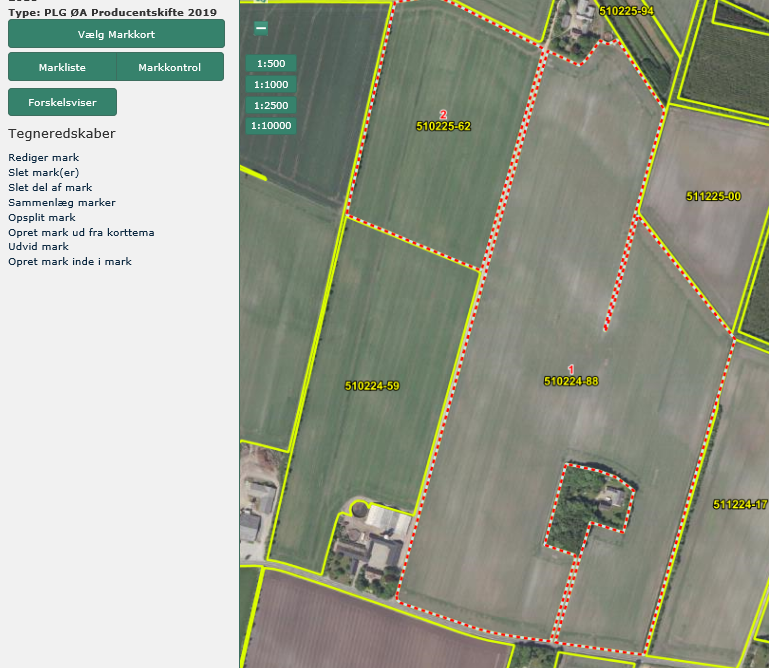 Type: PLG ØA Producentskifte 2019
Vælg Markkort
Markliste
Markkontrol
Forskelsviser
Tegneredskaber
Rediger mark
Slet mark(er)
Slet del af mark
Sammenlæg marker
Opsplit mark
Opret mark ud fra korttema
Udvid mark
Opret mark inde i mark
1:500
1:1000
1:2500
1:10000
510225-94
2
510225-62
511225-00
1
510224-88
510224-59
511224-17